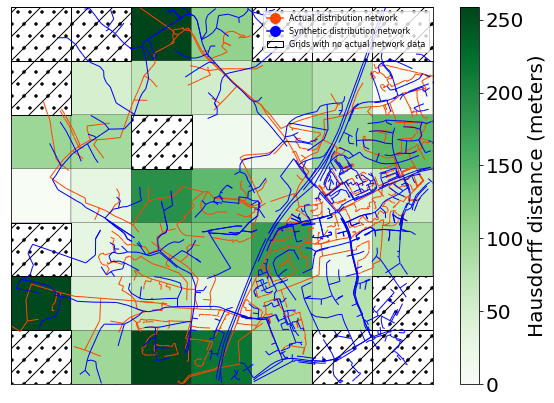 Actual distribution network
Synthetic distribution network
Grids with no actual network data
250
200
150
100
50
0
Hausdorff distance (meters)